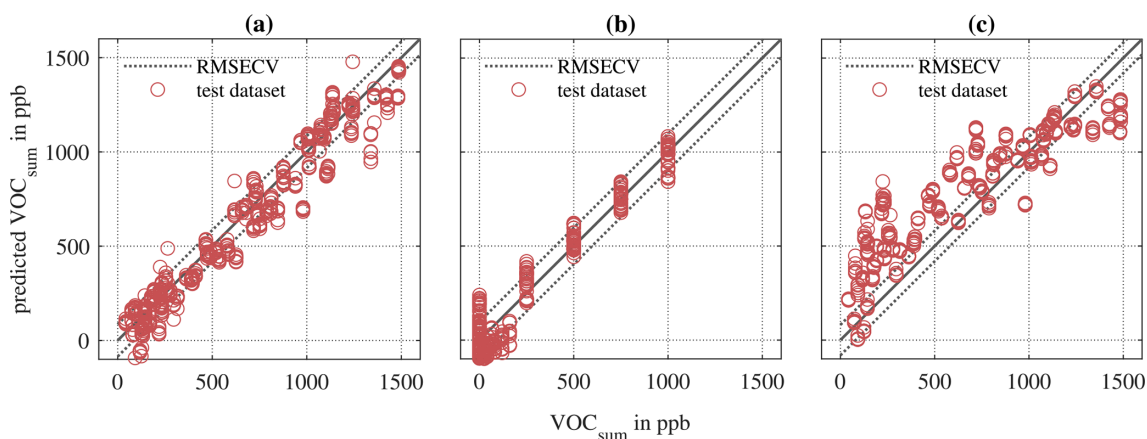 (a)
(b)
(c)
1500
1000
500
0
predicted VOC_sum in ppb
RMSECV
test dataset
RMSECV
test dataset
RMSECV
test dataset
0 500 1000 1500
0 500 1000 1500
0 500 1000 1500
VOC_sum in ppb